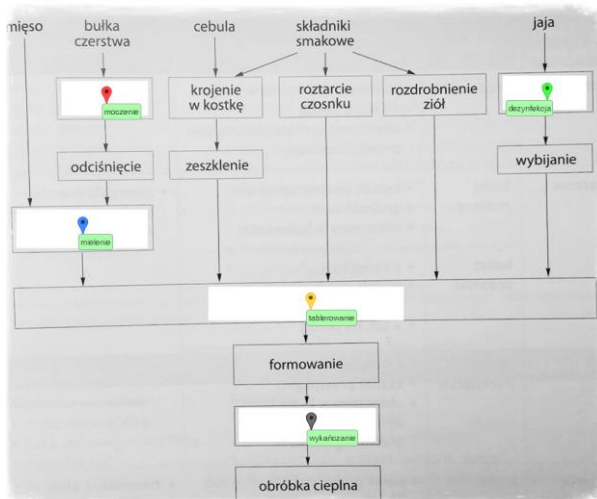 mięso
bułka
czerstwa
cebula
składniki
smakowe
jaja
moczenie
krojenie
w kostkę
roztarcie
czosnku
rozdrobnienie
ziół
dezynfekcja
odciśnięcie
zeszklenie
wybijanie
mielenie
tablerowanie
formowanie
wykańozanie
obróbka cieplna